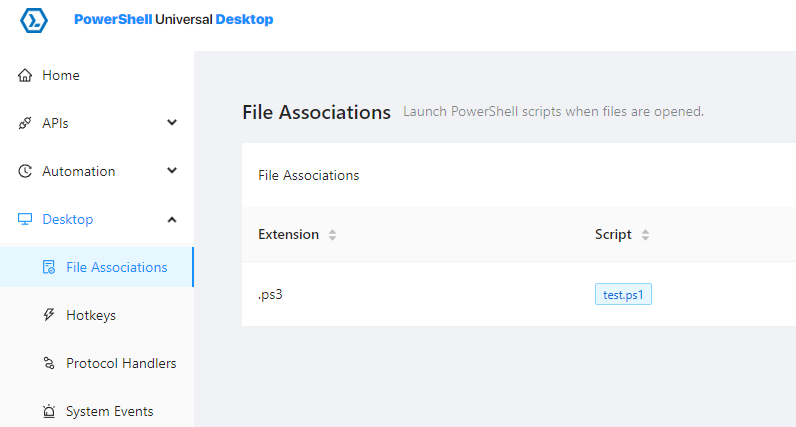 PowerShell Universal Desktop
Home
APIs
Automation
Desktop
File Associations
Hotkeys
Protocol Handlers
System Events
File Associations Launch PowerShell scripts when files are opened.
File Associations
Extension Script
.ps3 test.ps1